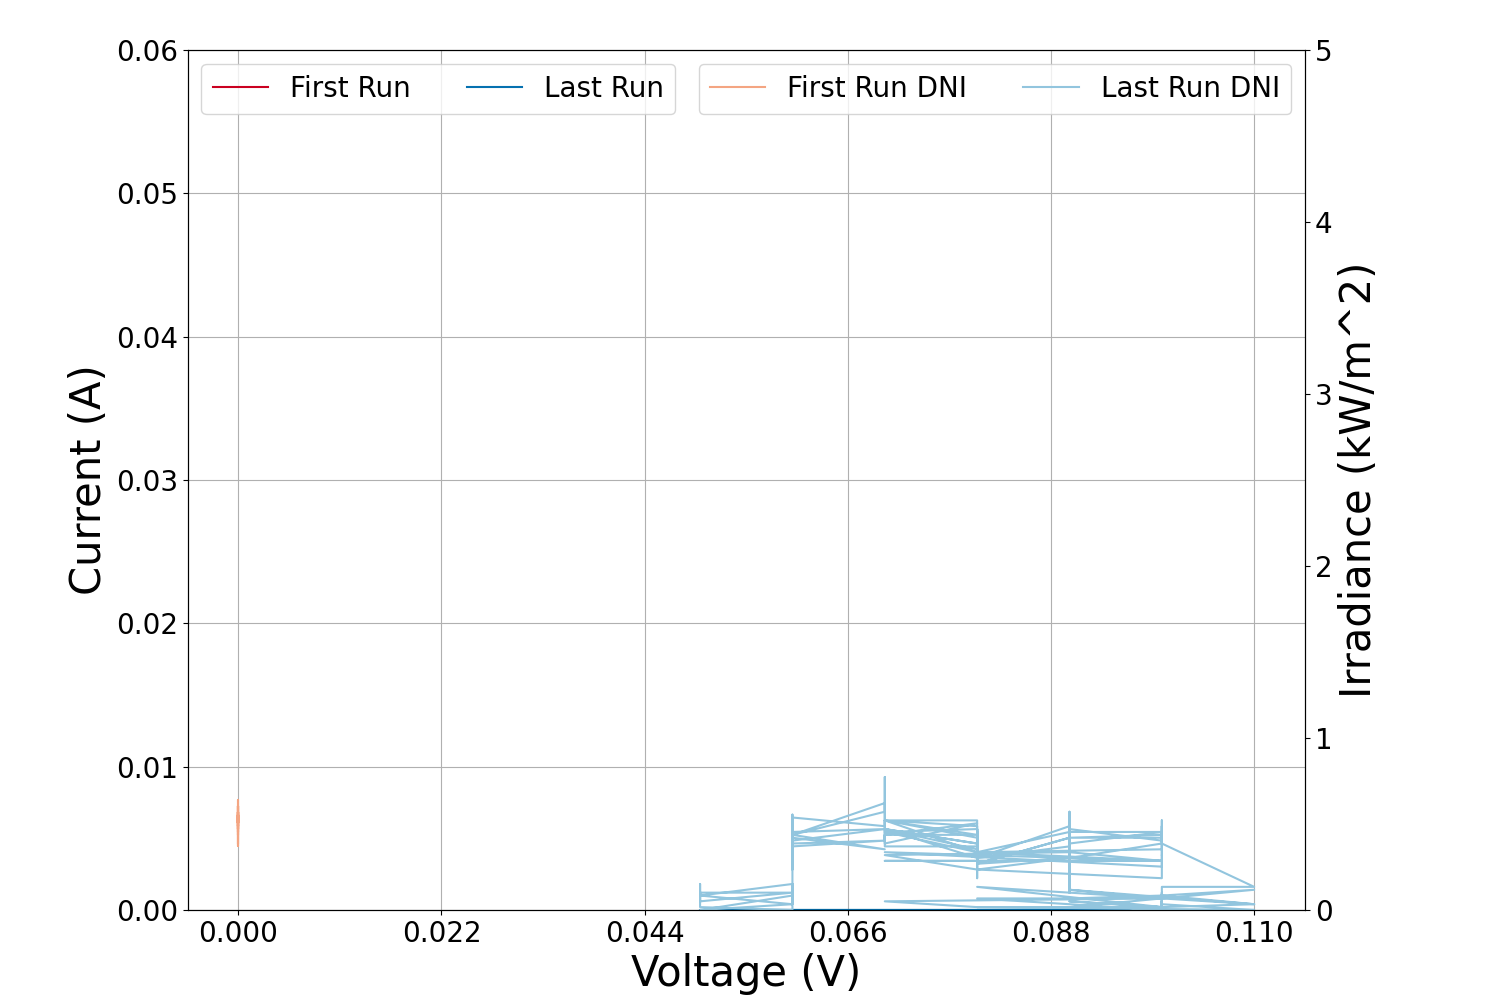 First Run
Last Run
First Run DNI
Last Run DNI
Current (A)
0.06
0.05
0.04
0.03
0.02
0.01
0.00
5
4
3
2
1
0
Irradiance (kW/m^2)
0.000 0.022 0.044 0.066 0.088 0.110
Voltage (V)